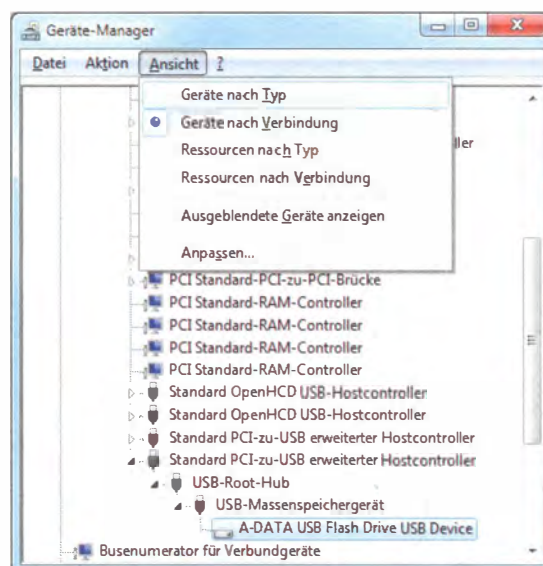 Geräte-Manager
Datei Aktion Ansicht ?
Geräte nach Typ
Geräte nach Verbindung
ller
Ressourcen nach Typ
Ressourcen nach Verbindung
Ausgeblendete Geräte anzeigen
Anpassen...
PCI Standard-PCI-zu-PCI-Brücke
PCI Standard-RAM-Controller
PCI Standard-RAM-Controller
PCI Standard-RAM-Controller
PCI Standard-RAM-Controller
Standard OpenHCD USB-Hostcontroller
Standard OpenHCD USB-Hostcontroller
Standard PCI-zu-USB erweiterter Hostcontroller
Standard PCI-zu-USB erweiterter Hostcontroller
USB-Root-Hub
USB-Massenspeichergerät
A-DATA USB Flash Drive USB Device
Busenumerator für Verbundgeräte